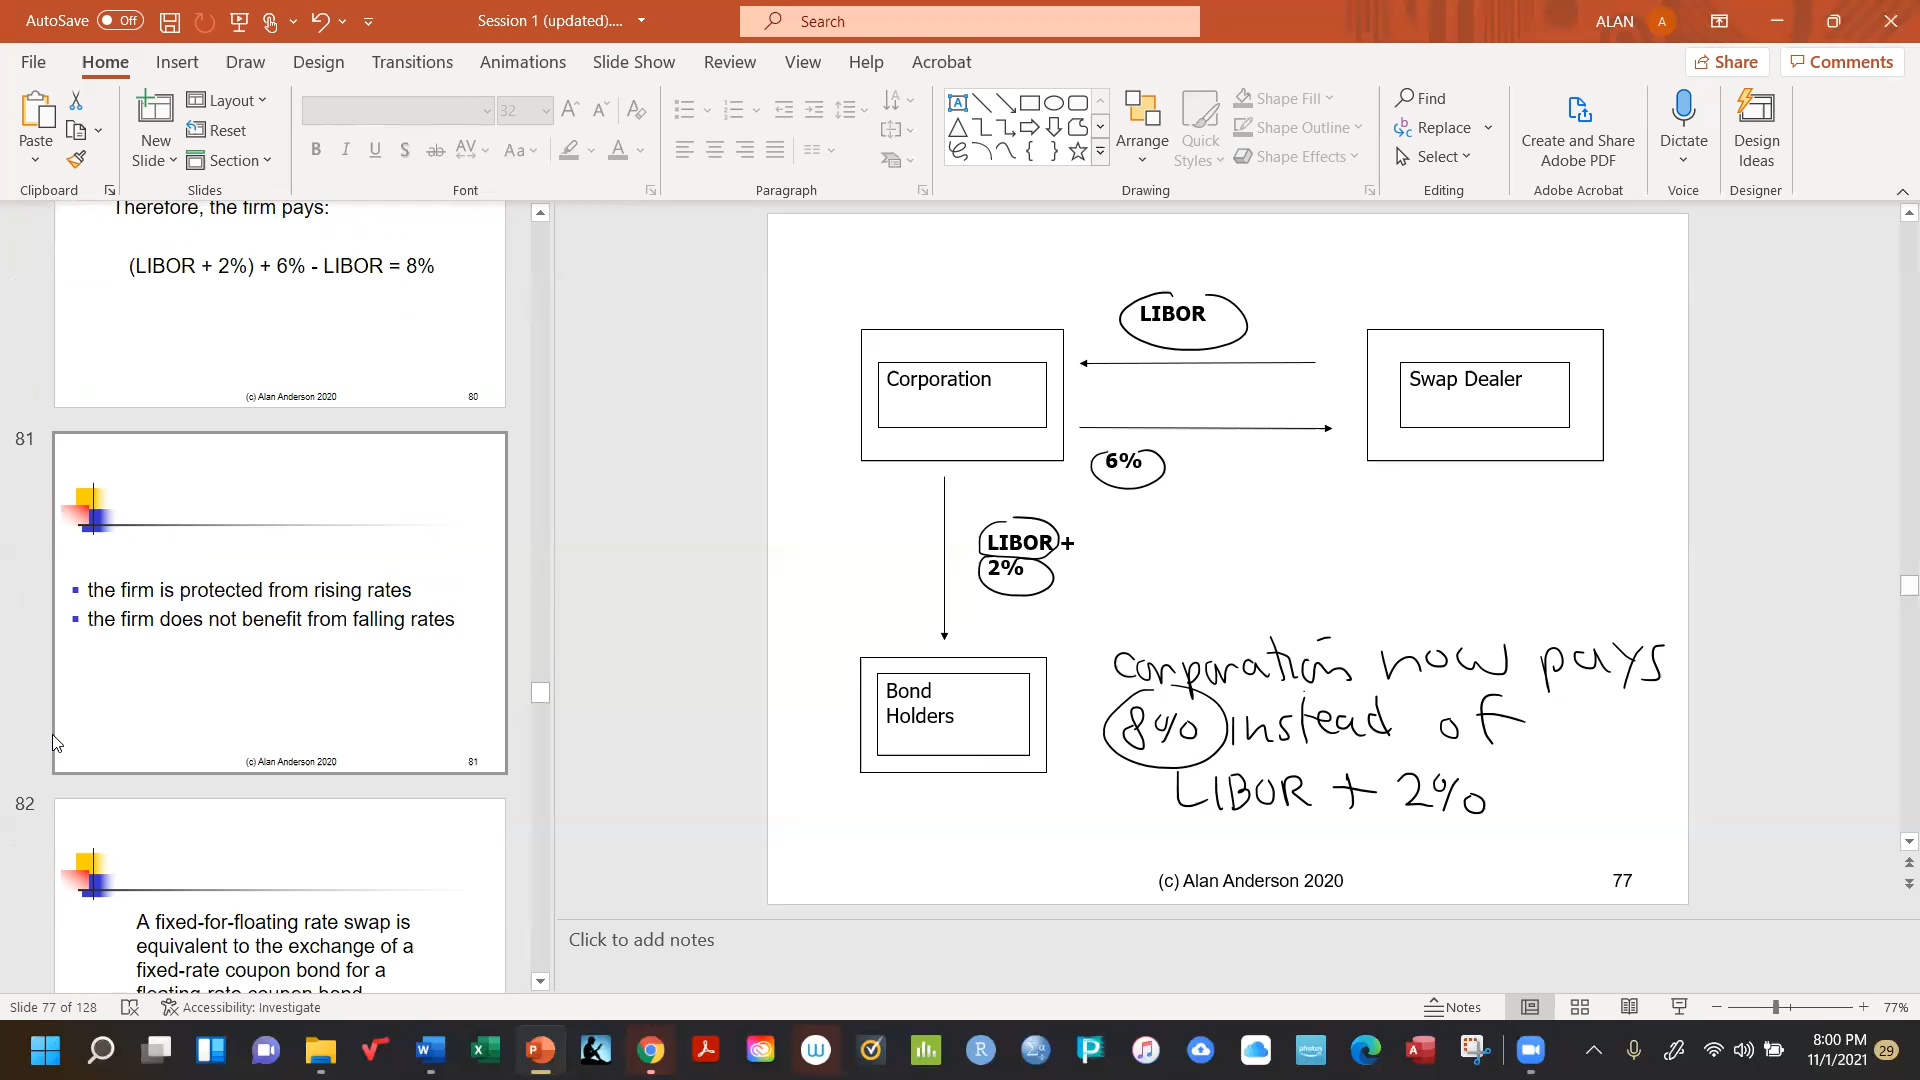 AutoSave Off
Session 1 (updated)....
Search
ALAN A
File Home Insert Draw Design Transitions Animations Slide Show Review View Help Acrobat
Share
Comments
Paste
New Slide
Layout
Reset
Section
32
Shape Fill
Shape Outline
Shape Effects
Arrange
Quick Styles
Find
Replace
Select
Create and Share Adobe PDF
Dictate
Design Ideas
Clipboard
Slides
Font
Paragraph
Drawing
Editing
Adobe Acrobat
Voice
Designer
Therefore, the firm pays:
(LIBOR + 2%) + 6% - LIBOR = 8%
(c) Alan Anderson 2020 80
81
the firm is protected from rising rates
the firm does not benefit from falling rates
(c) Alan Anderson 2020 81
82
A fixed-for-floating rate swap is
equivalent to the exchange of a
fixed-rate coupon bond for a
floating rate coupon bond
LIBOR
Corporation
Swap Dealer
6%
LIBOR +
2%
Bond
Holders
corporation now pays
8% instead of
LIBOR + 2%
(c) Alan Anderson 2020
77
Click to add notes
Slide 77 of 128
Accessibility: Investigate
Notes
77%
8:00 PM
11/1/2021
29